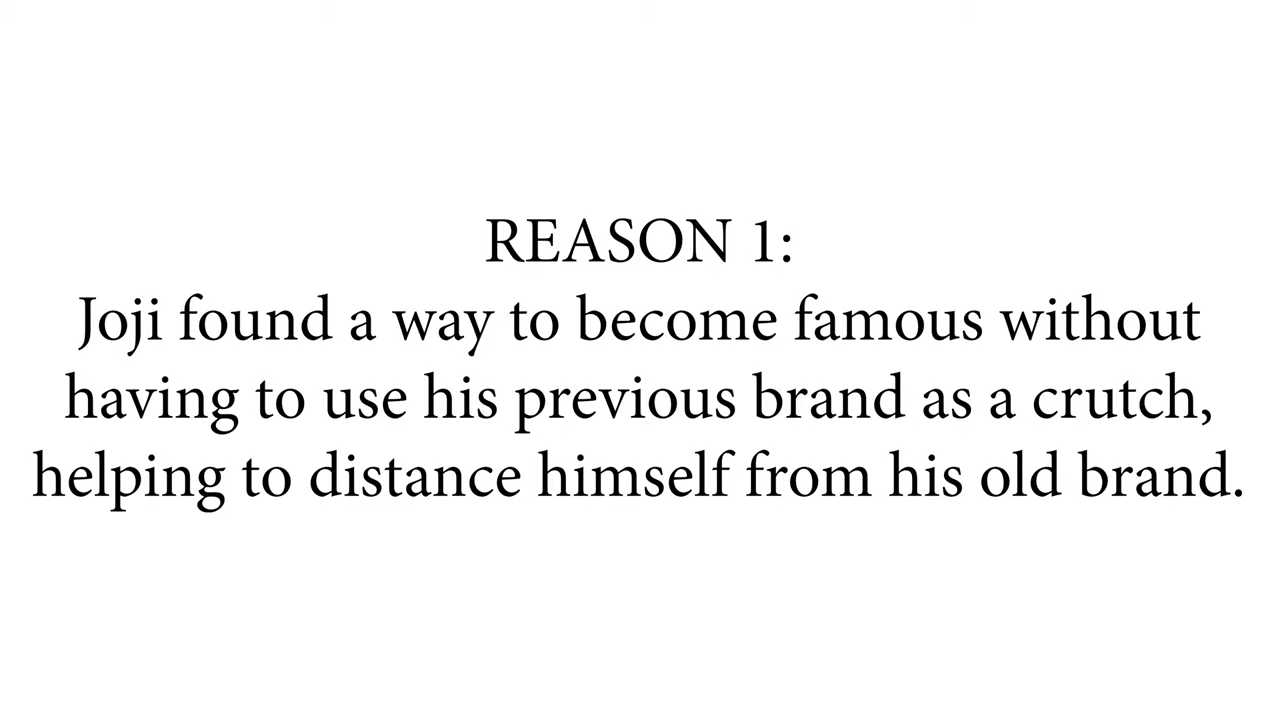 REASON 1:
Joji found a way to become famous without
having to use his previous brand as a crutch,
helping to distance himself from his old brand.